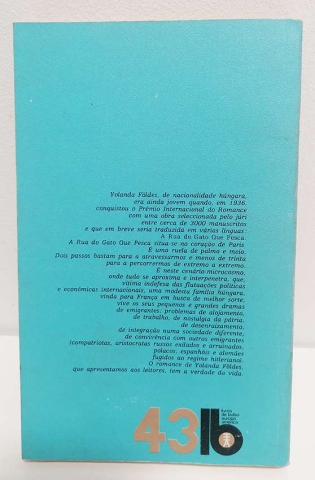 Yolanda Földes, de nacionalidade húngara,
era ainda jovem quando, em 1936,
conquistou o Prémio Internacional do Romance
com uma obra seleccionada pelo júri
entre cerca de 3000 manuscritos
e que em breve seria traduzida em várias línguas:
A Rua do Gato Que Pesca.
A Rua do Gato Que Pesca situa-se no coração de Paris.
É uma ruela de palmo e meio.
Dois passos bastam para a atravessarmos e menos de trinta
para a percorrermos de extremo a extremo.
É neste cenário microcosmo,
onde tudo se aproxima e interpenetra, que,
vítima indefesa das flutuações políticas
e económicas internacionais, uma modesta família húngara,
vinda para França em busca de melhor sorte,
vive os seus pequenos e grandes dramas
de emigrantes: problemas de alojamento,
de trabalho, de nostalgia da pátria,
de desenraizamento,
de integração numa sociedade diferente,
de convivência com outros emigrantes
(compatriotas, aristocratas russos exilados e arruinados,
polacos, espanhóis e alemães
fugidos ao regime hitleriano).
O romance de Yolanda Földes,
que apresentamos aos leitores, tem a verdade da vida.
43 lb
livros
de bolso
europa
américa